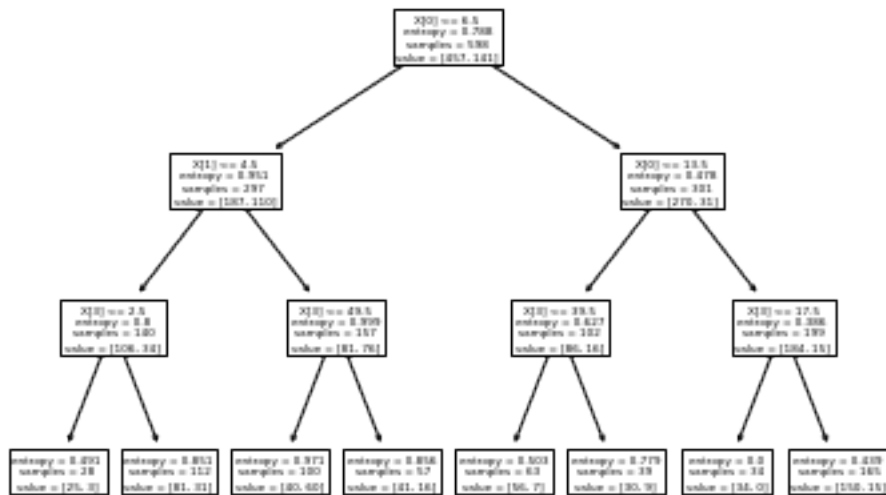 X[0] <= 6.5
entropy = 0.788
samples = 598
value = [457, 141]
X[1] <= 4.5
entropy = 0.951
samples = 297
value = [187, 110]
X[0] <= 13.5
entropy = 0.478
samples = 301
value = [270, 31]
X[3] <= 2.5
entropy = 0.8
samples = 140
value = [106, 34]
X[3] <= 49.5
entropy = 0.999
samples = 157
value = [81, 76]
X[3] <= 39.5
entropy = 0.627
samples = 102
value = [86, 16]
X[3] <= 17.5
entropy = 0.386
samples = 199
value = [184, 15]
entropy = 0.491
samples = 28
value = [25, 3]
entropy = 0.851
samples = 112
value = [81, 31]
entropy = 0.971
samples = 100
value = [40, 60]
entropy = 0.856
samples = 57
value = [41, 16]
entropy = 0.503
samples = 63
value = [56, 7]
entropy = 0.779
samples = 39
value = [30, 9]
entropy = 0.0
samples = 34
value = [34, 0]
entropy = 0.439
samples = 165
value = [150, 15]